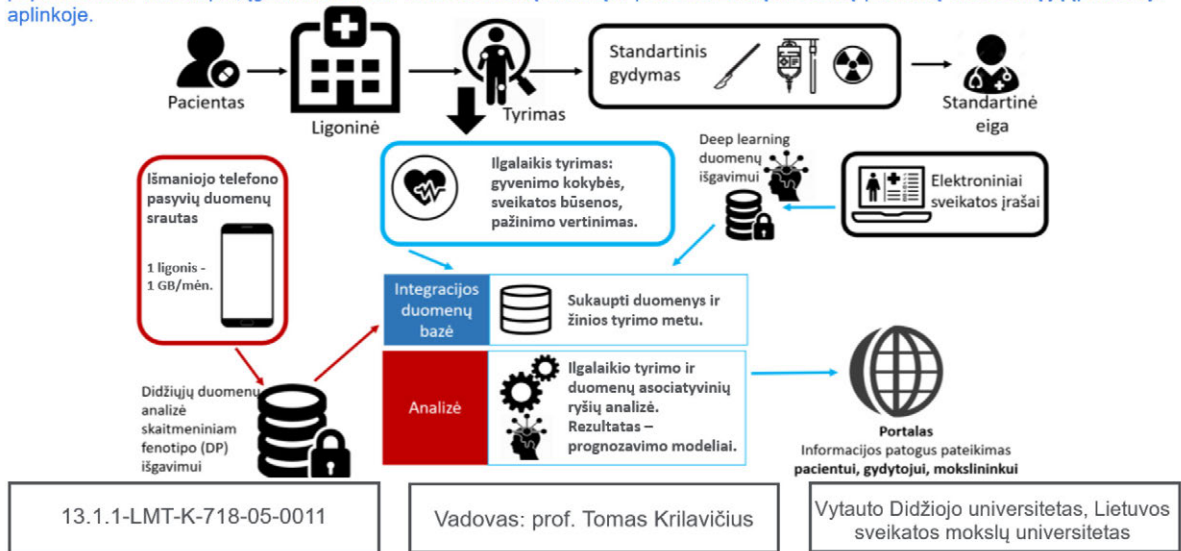 aplinkoje.
Pacientas
Ligoninė
Tyrimas
Standartinis
gydymas
Standartinė
eiga
Išmaniojo telefono
pasyvių duomenų
srautas
1 ligonis -
1 GB/mėn.
Ilgalaikis tyrimas:
gyvenimo kokybės,
sveikatos būsenos,
pažinimo vertinimas.
Deep learning
duomenų
išgavimui
Elektroniniai
sveikatos įrašai
Integracijos
duomenų
bazė
Sukaupti duomenys ir
žinios tyrimo metu.
Didžiųjų duomenų
analizė
skaitmeniniam
fenotipo (DP)
išgavimui
Analizė
Ilgalaikio tyrimo ir
duomenų asociatyvinių
ryšių analizė.
Rezultatas –
prognozavimo modeliai.
Portalas
Informacijos patogus pateikimas
pacientui, gydytojui, mokslininkui
13.1.1-LMT-K-718-05-0011
Vadovas: prof. Tomas Krilavičius
Vytauto Didžiojo universitetas, Lietuvos
sveikatos mokslų universitetas